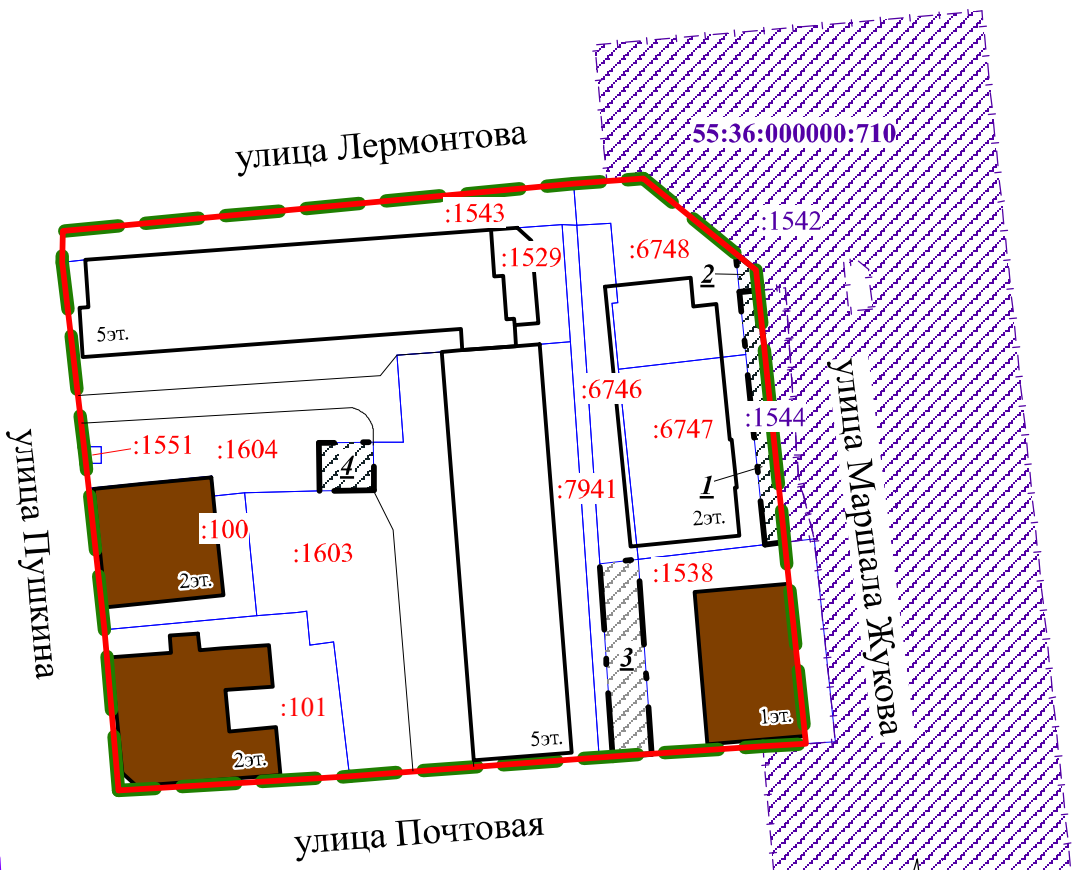 55:36:000000:710
улица Лермонтова
:1543
:1542
:1529
:6748
2
5эт.
:6746
:1544
:6747
:1551
:1604
4
1
2эт.
:7941
:100
:1603
2эт.
:1538
3
:101
1эт.
5эт.
2эт.
улица Пушкина
улица Маршала Жукова
улица Почтовая